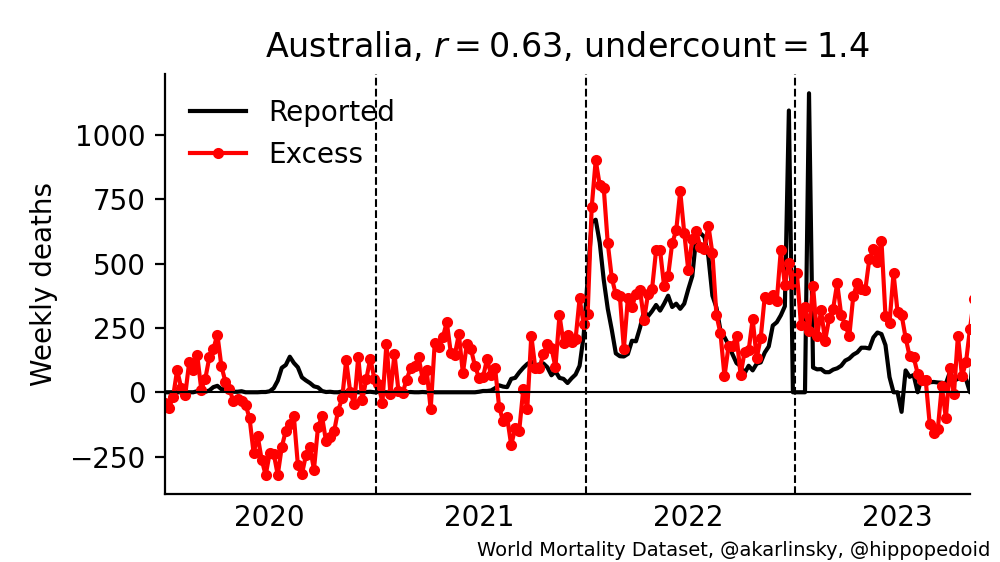 Australia, r = 0.63, undercount = 1.4
Reported
Excess
Weekly deaths
1000
750
500
250
0
−250
2020 2021 2022 2023
World Mortality Dataset, @akarlinsky, @hippopedoid